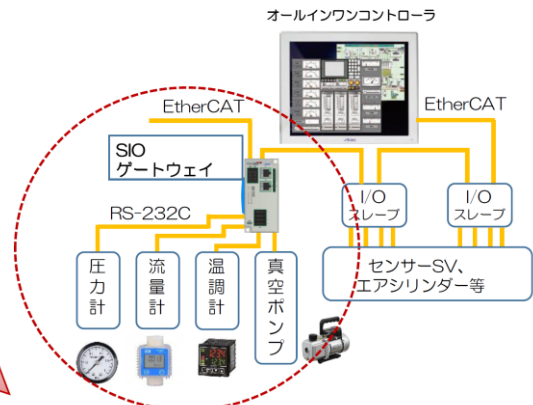 オールインワンコントローラ
EtherCAT
EtherCAT
SIO
ゲートウェイ
I/O
スレーブ
I/O
スレーブ
RS-232C
圧力計
流量計
温調計
真空ポンプ
センサーSV、
エアシリンダー等